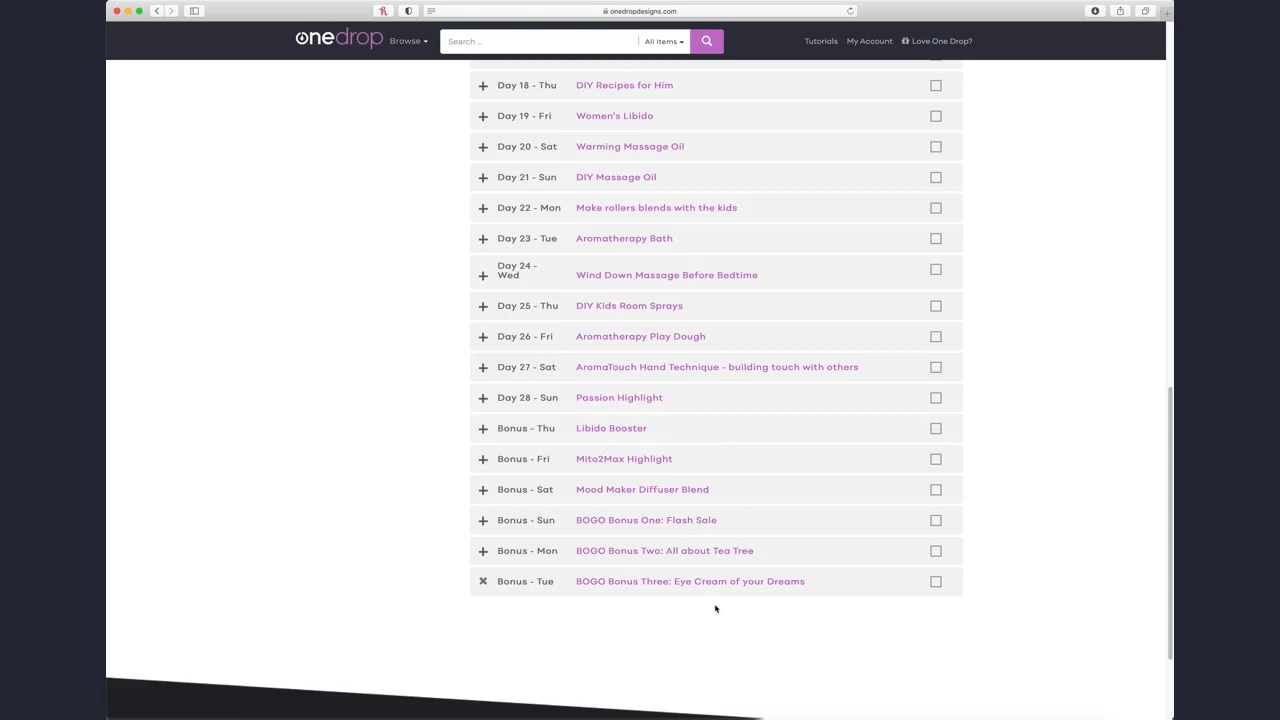 onedropdesigns.com
onedrop Browse Search .. All Items Tutorials My Account Love One Drop?
Day 18 - Thu DIY Recipes for Him
Day 19 - Fri Women's Libido
Day 20 - Sat Warming Massage Oil
Day 21 - Sun DIY Massage Oil
Day 22 - Mon Make rollers blends with the kids
Day 23 - Tue Aromatherapy Bath
Day 24 -
Wed Wind Down Massage Before Bedtime
Day 25 - Thu DIY Kids Room Sprays
Day 26 - Fri Aromatherapy Play Dough
Day 27 - Sat AromaTouch Hand Technique - building touch with others
Day 28 - Sun Passion Highlight
Bonus - Thu Libido Booster
Bonus - Fri Mito2Max Highlight
Bonus - Sat Mood Maker Diffuser Blend
Bonus - Sun BOGO Bonus One: Flash Sale
Bonus - Mon BOGO Bonus Two: All about Tea Tree
Bonus - Tue BOGO Bonus Three: Eye Cream of your Dreams